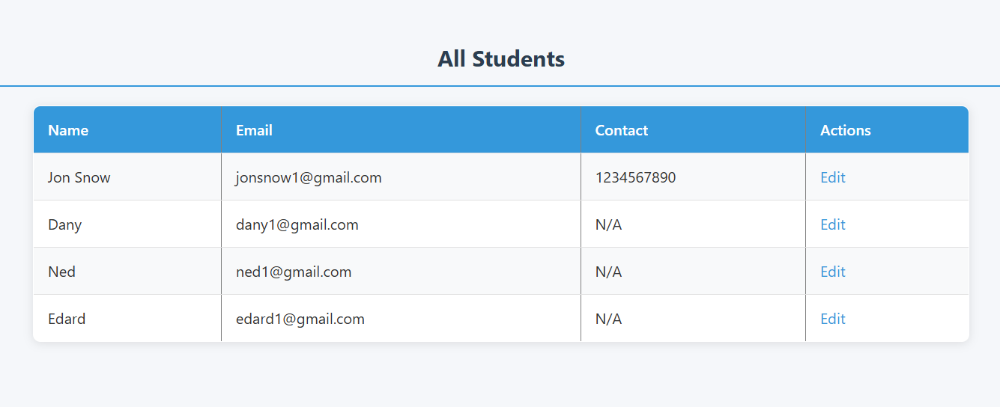 All Students
Name Email Contact Actions
Jon Snow jonsnow1@gmail.com 1234567890 Edit
Dany dany1@gmail.com N/A Edit
Ned ned1@gmail.com N/A Edit
Edard edard1@gmail.com N/A Edit